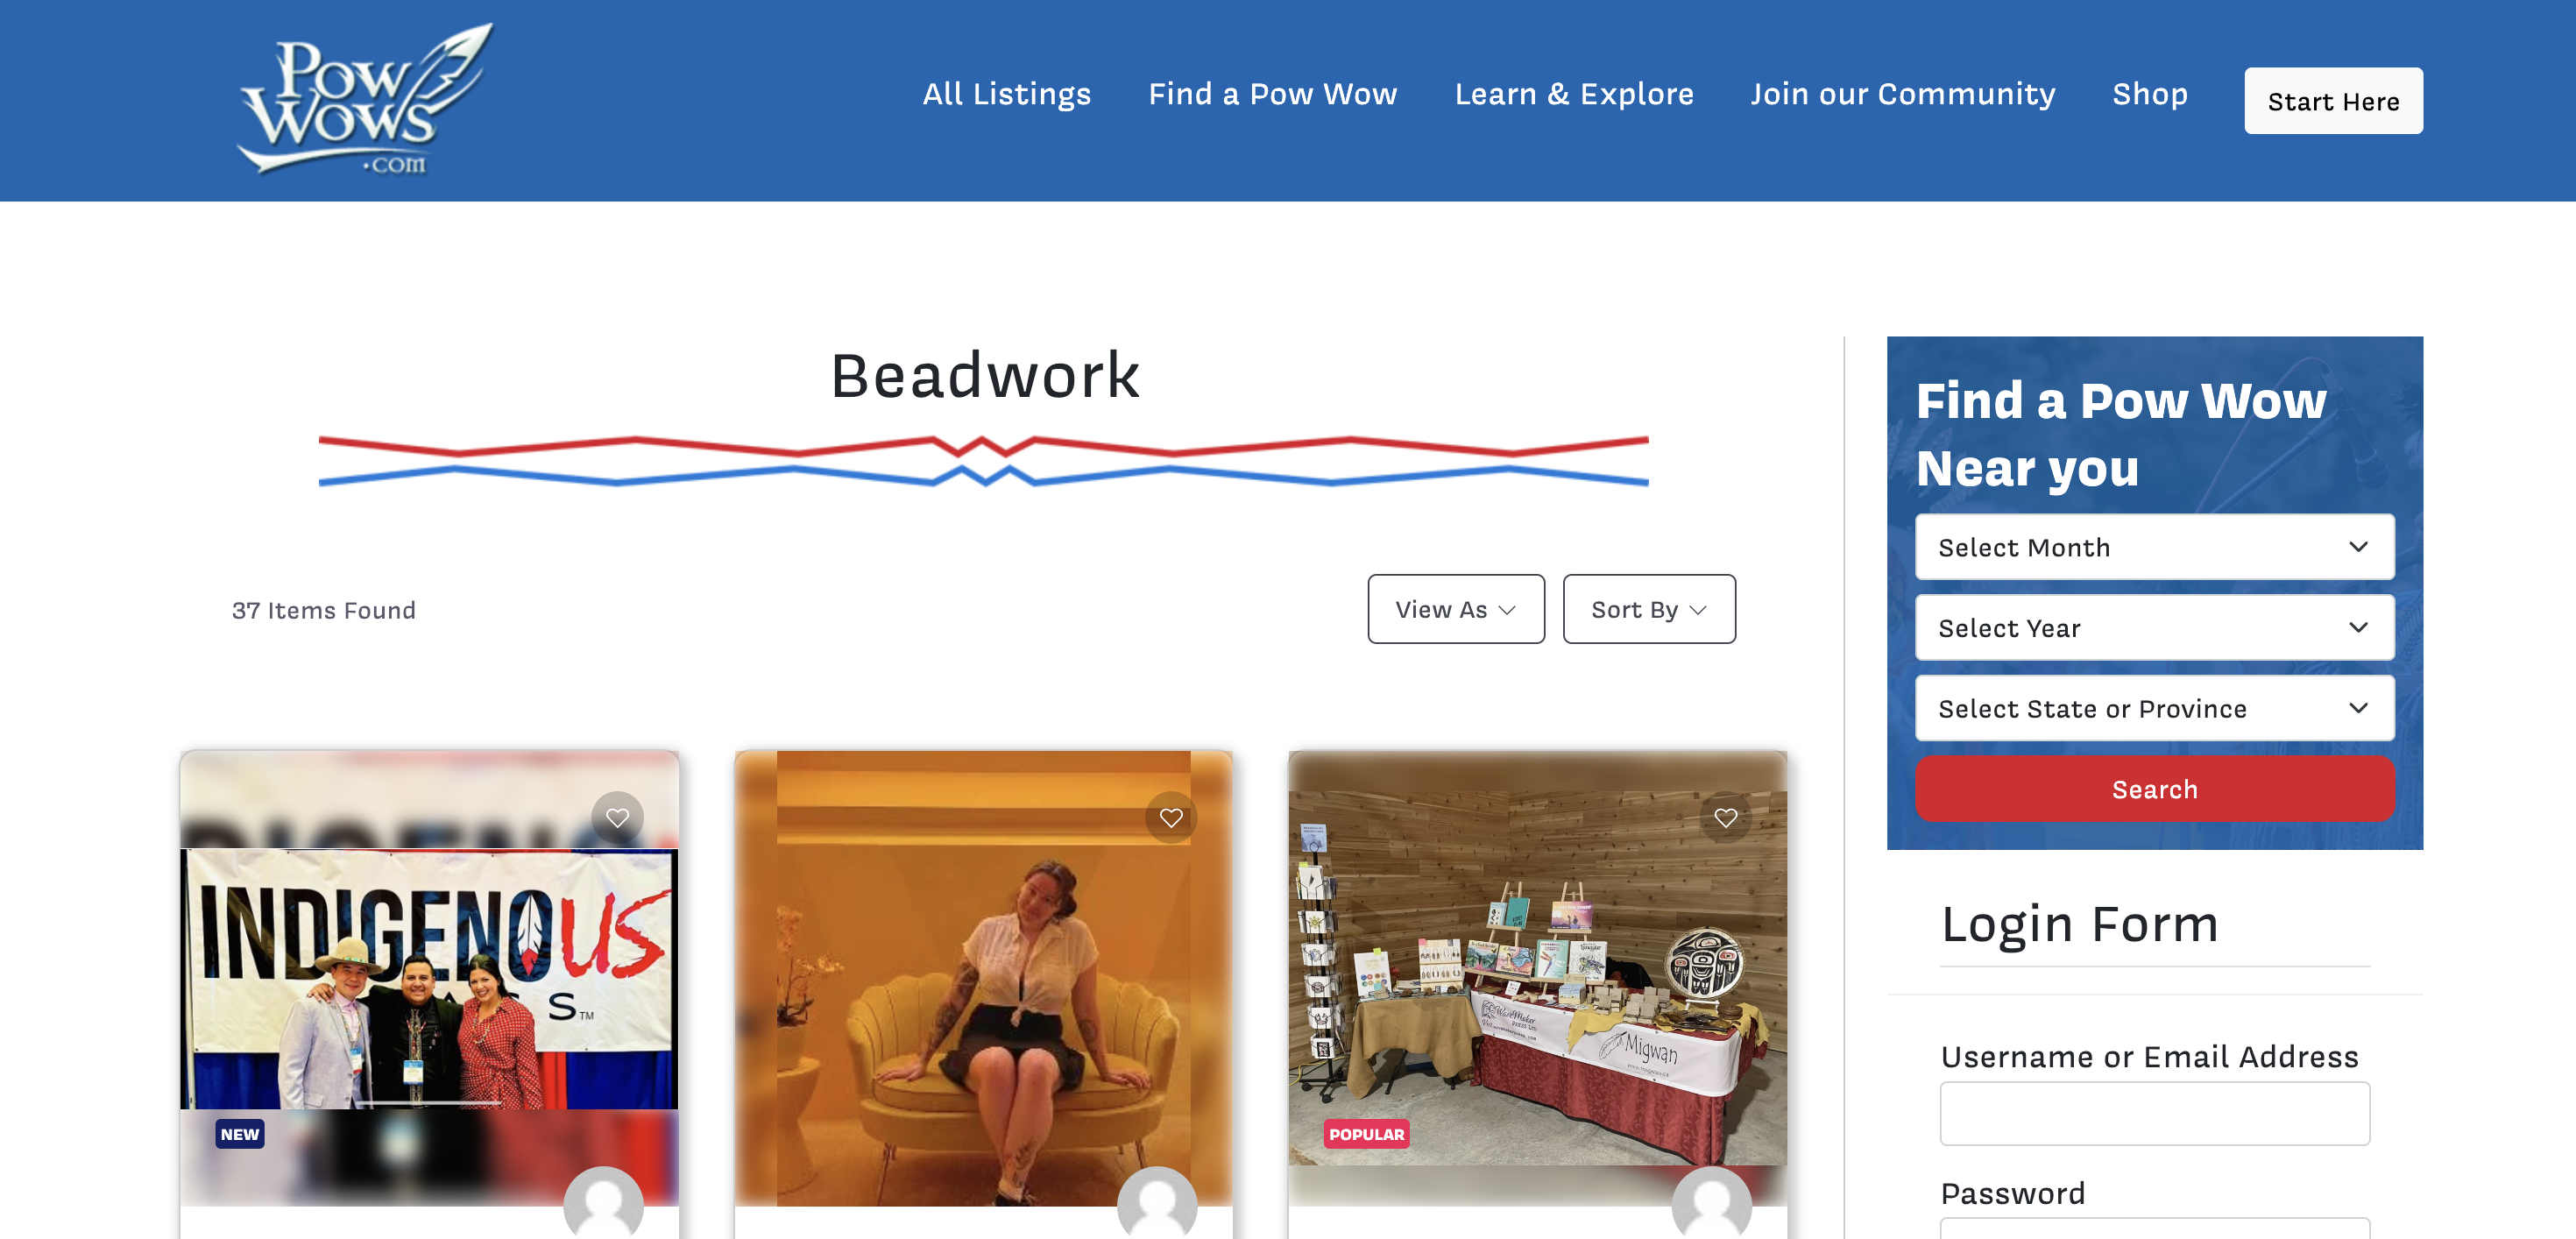 Pow
Wows
.com
All Listings
Find a Pow Wow
Learn & Explore
Join our Community
Shop
Start Here
Beadwork
37 Items Found
View As
Sort By
INDIGENOUS
S™
NEW
Migwan
POPULAR
Find a Pow Wow
Near you
Select Month
Select Year
Select State or Province
Search
Login Form
Username or Email Address
Password